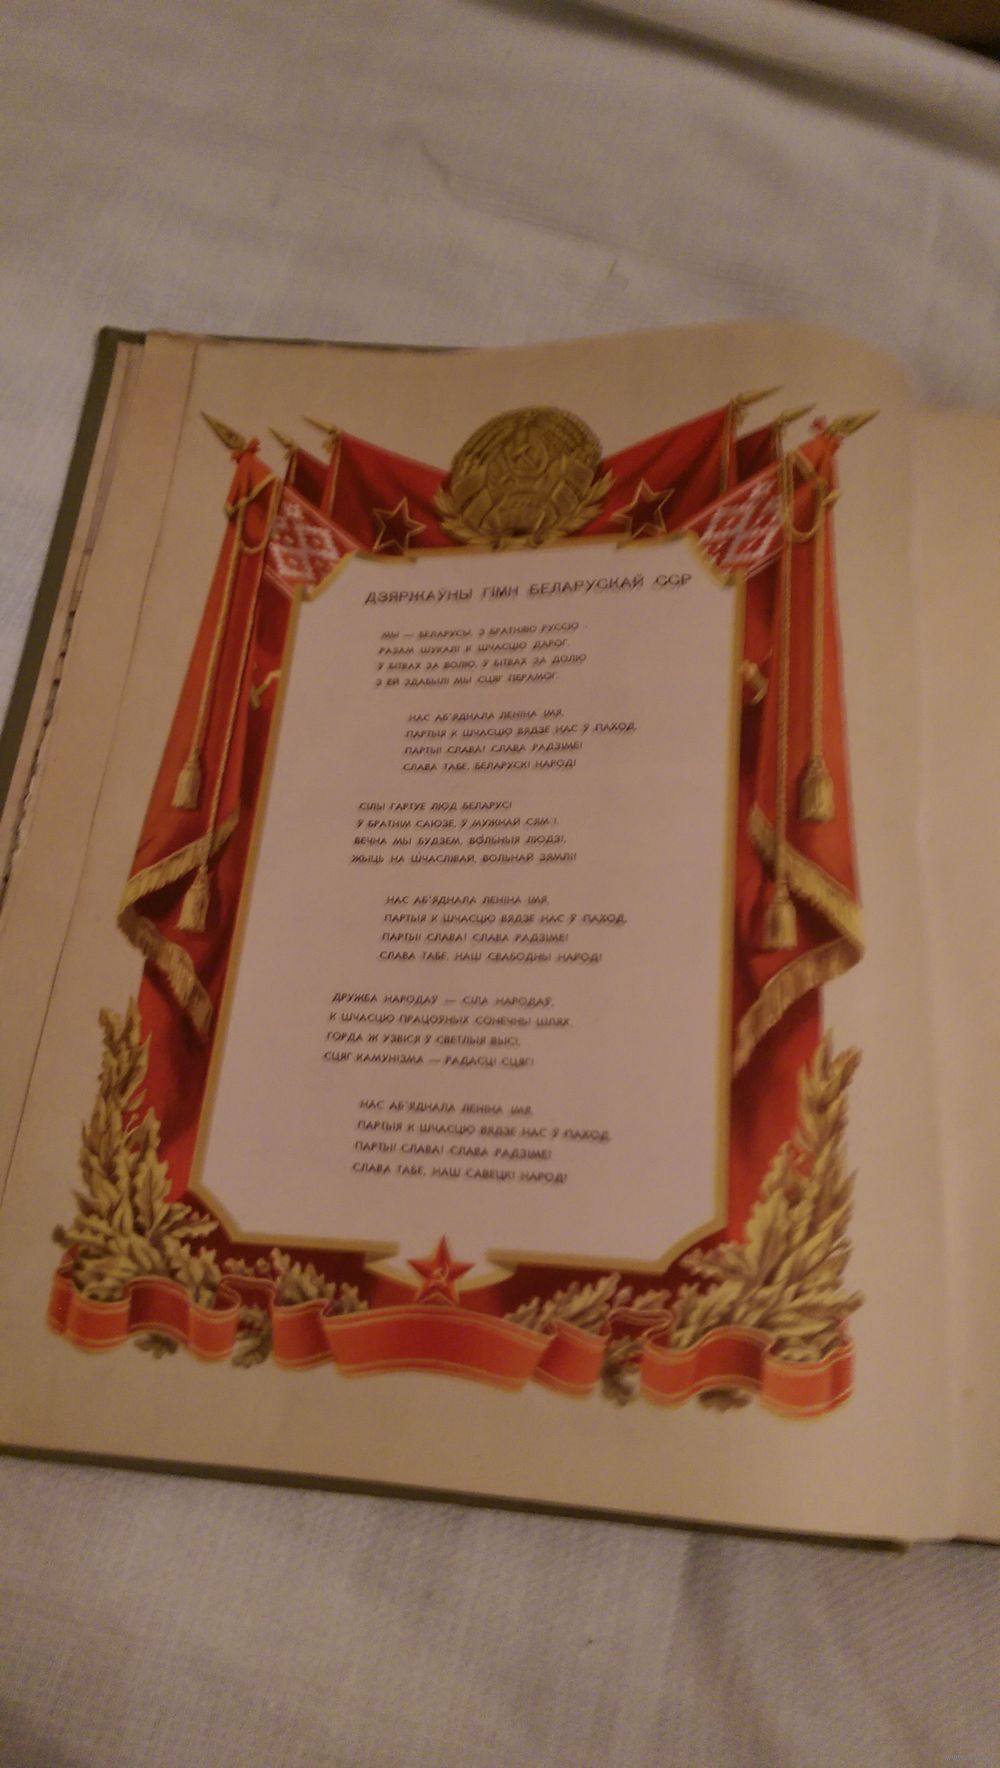 ДЗЯРЖАЎНЫ ГІМН БЕЛАРУСКАЙ ССР
МЫ — БЕЛАРУСЫ, З БРАТНЯЮ РУССЮ
РАЗАМ ШУКАЛІ К ШЧАСЦЮ ДАРОГ.
Ў БІТВАХ ЗА ВОЛЮ, Ў БІТВАХ ЗА ДОЛЮ
З ЕЙ ЗДАБЫЛІ МЫ СЦЯГ ПЕРАМОГ.
НАС АБ'ЯДНАЛА ЛЕНІНА ІМЯ,
ПАРТЫЯ К ШЧАСЦЮ ВЯДЗЕ НАС Ў ПАХОД.
ПАРТЫІ СЛАВА! СЛАВА РАДЗІМЕ!
СЛАВА ТАБЕ, БЕЛАРУСКІ НАРОД!
СІЛЫ ГАРТУЕ ЛЮД БЕЛАРУСІ
Ў БРАТНІМ САЮЗЕ, Ў МУЖНАЙ СЯМ'І.
ВЕЧНА МЫ БУДЗЕМ, ВОЛЬНЫЯ ЛЮДЗІ,
ЖЫЦЬ НА ШЧАСЛІВАЙ, ВОЛЬНАЙ ЗЯМЛІ!
НАС АБ'ЯДНАЛА ЛЕНІНА ІМЯ,
ПАРТЫЯ К ШЧАСЦЮ ВЯДЗЕ НАС Ў ПАХОД.
ПАРТЫІ СЛАВА! СЛАВА РАДЗІМЕ!
СЛАВА ТАБЕ, НАШ СВАБОДНЫ НАРОД!
ДРУЖБА НАРОДАЎ — СІЛА НАРОДАЎ,
К ШЧАСЦЮ ПРАЦОЎНЫХ СОНЕЧНЫ ШЛЯХ.
ГОРДА Ж УЗВІСЯ Ў СВЕТЛЫЯ ВЫСІ,
СЦЯГ КАМУНІЗМА — РАДАСЦІ СЦЯГ!
НАС АБ'ЯДНАЛА ЛЕНІНА ІМЯ,
ПАРТЫЯ К ШЧАСЦЮ ВЯДЗЕ НАС Ў ПАХОД.
ПАРТЫІ СЛАВА! СЛАВА РАДЗІМЕ!
СЛАВА ТАБЕ, НАШ САВЕЦКІ НАРОД!